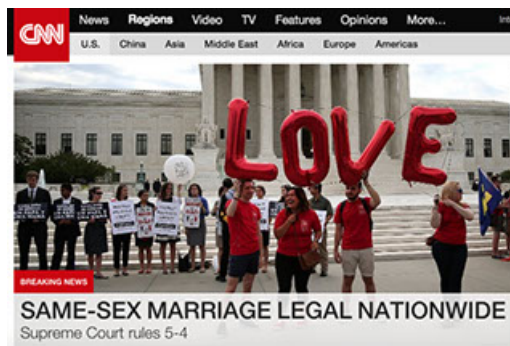 CNN
News Regions Video TV Features Opinions More... Int
U.S. China Asia Middle East Africa Europe Americas
LOVE
BREAKING NEWS
SAME-SEX MARRIAGE LEGAL NATIONWIDE
Supreme Court rules 5-4